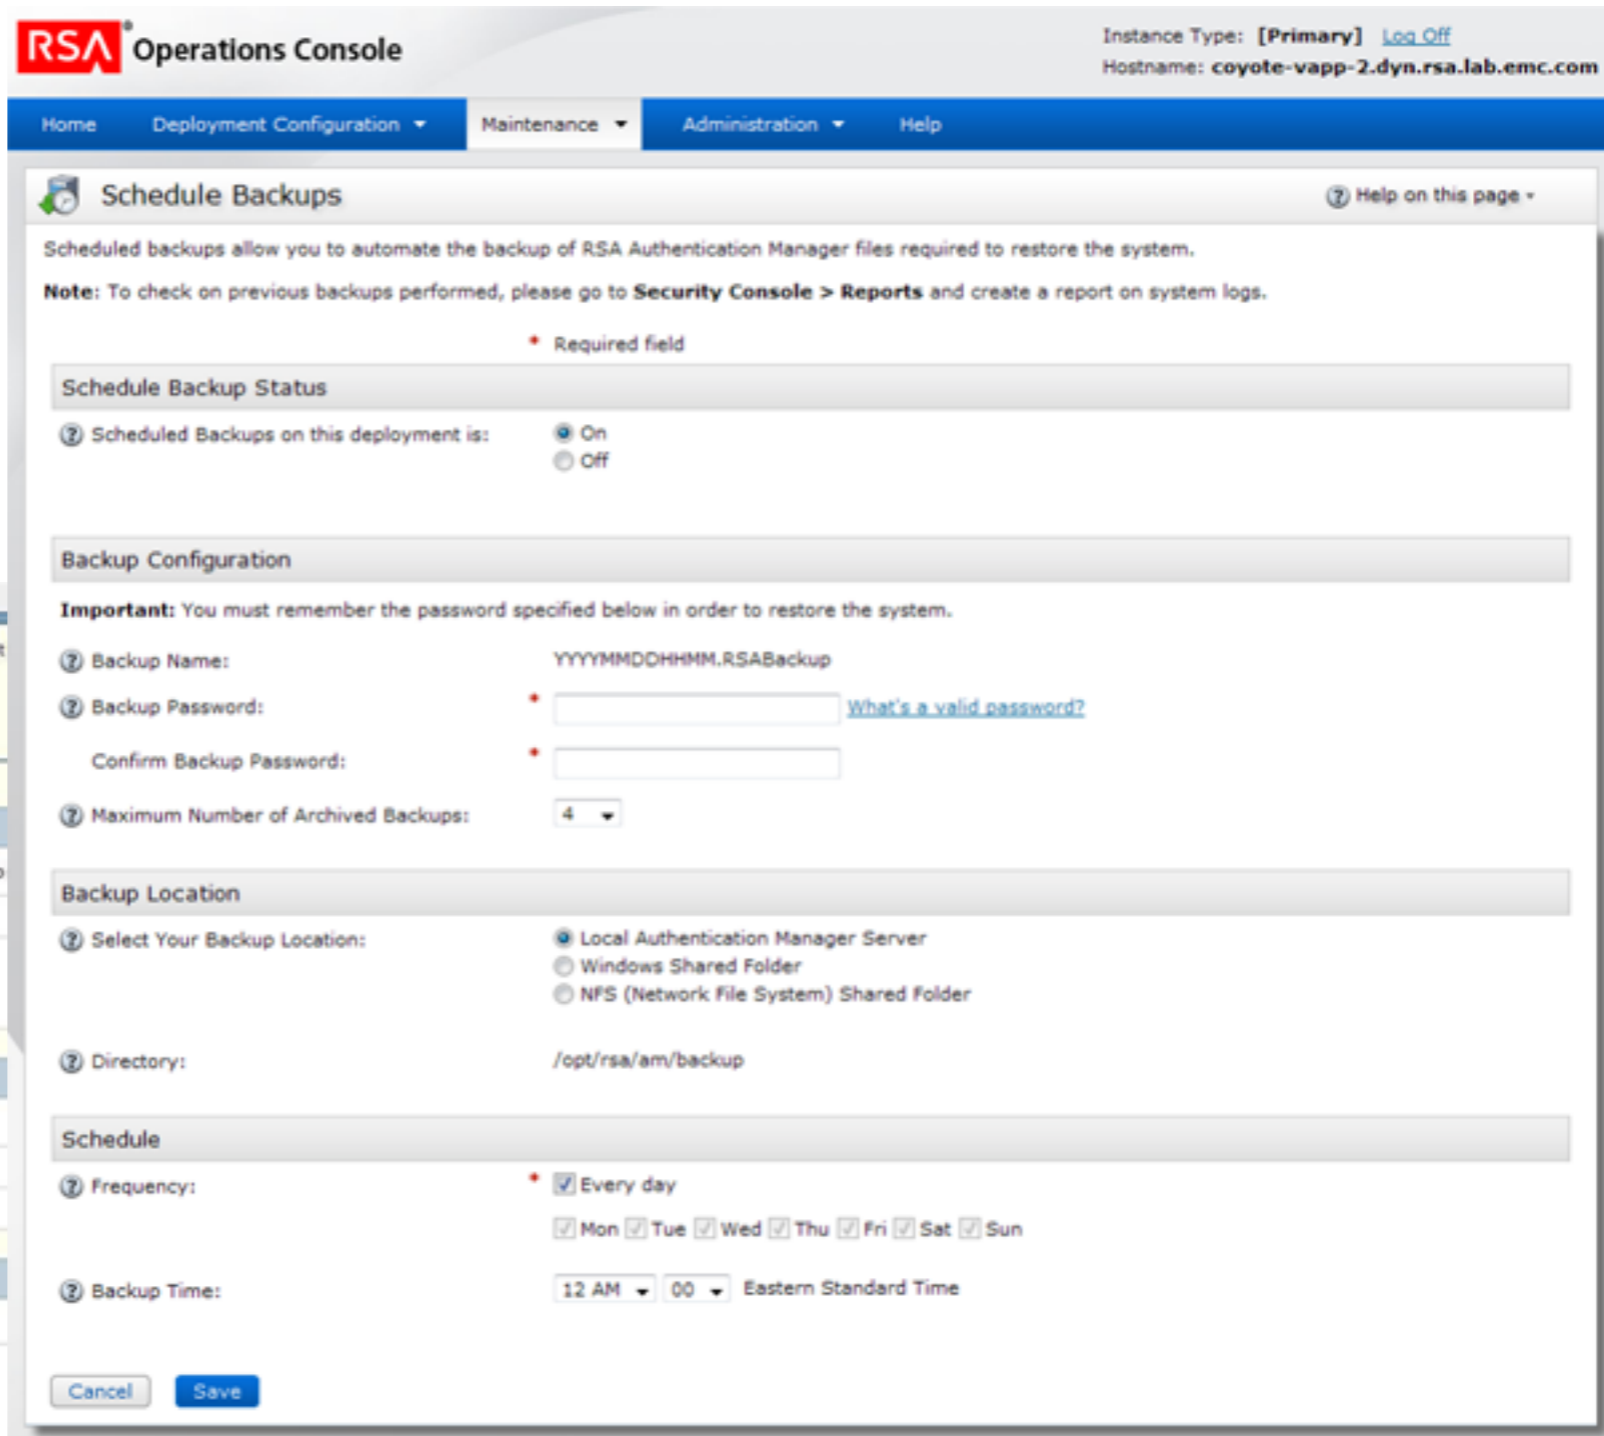 RSA Operations Console
Instance Type: [Primary] Log Off
Hostname: coyote-vapp-2.dyn.rsa.lab.emc.com
Home Deployment Configuration Maintenance Administration Help
Schedule Backups
Help on this page
Scheduled backups allow you to automate the backup of RSA Authentication Manager files required to restore the system.
Note: To check on previous backups performed, please go to Security Console > Reports and create a report on system logs.
* Required field
Schedule Backup Status
Scheduled Backups on this deployment is: On
Off
Backup Configuration
Important: You must remember the password specified below in order to restore the system.
Backup Name: YYYYMMDDHHMM.RSABackup
Backup Password: * What's a valid password?
Confirm Backup Password: *
Maximum Number of Archived Backups: 4
Backup Location
Select Your Backup Location: Local Authentication Manager Server
Windows Shared Folder
NFS (Network File System) Shared Folder
Directory: /opt/rsa/am/backup
Schedule
Frequency: * Every day
Mon Tue Wed Thu Fri Sat Sun
Backup Time: 12 AM 00 Eastern Standard Time
Cancel Save